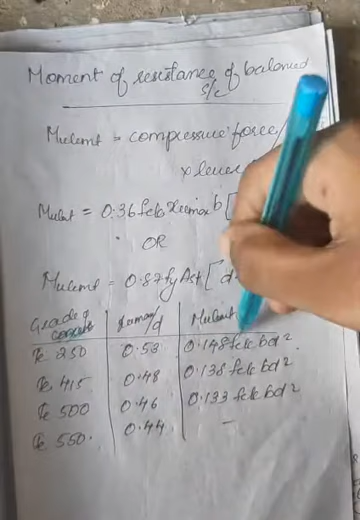 Moment of resistance of balanced
s/c
Mulimt = compressive force
x lever
Mulimt = 0.36 fck xumax b [
OR
Mulimt = 0.87 fy Ast [ d
Grade of concrete xumax/d Mulimit
Fe 250 0.53 0.148 fck bd2
Fe 415 0.48 0.138 fck bd2.
Fe 500 0.46 0.133 fck bd2
Fe 550. 0.44 -